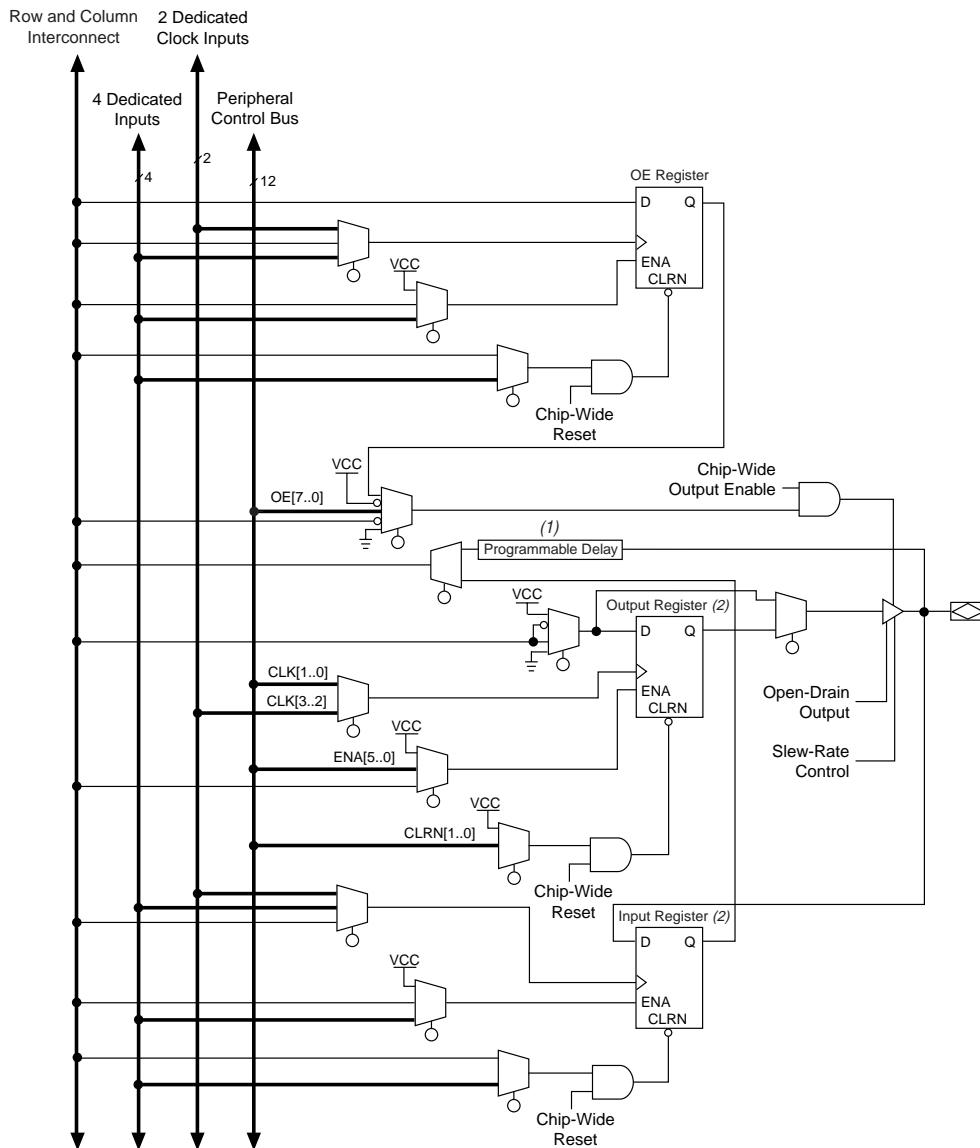 Row and Column
Interconnect
2 Dedicated
Clock Inputs
4 Dedicated
Inputs
Peripheral
Control Bus
2
4
12
OE Register
D Q
ENA
CLRN
VCC
Chip-Wide
Reset
VCC
OE[7..0]
Chip-Wide
Output Enable
(1)
Programmable Delay
VCC
Output Register (2)
D Q
ENA
CLRN
CLK[1..0]
CLK[3..2]
VCC
ENA[5..0]
Open-Drain
Output
Slew-Rate
Control
VCC
CLRN[1..0]
Chip-Wide
Reset
Input Register (2)
D Q
ENA
CLRN
VCC
Chip-Wide
Reset